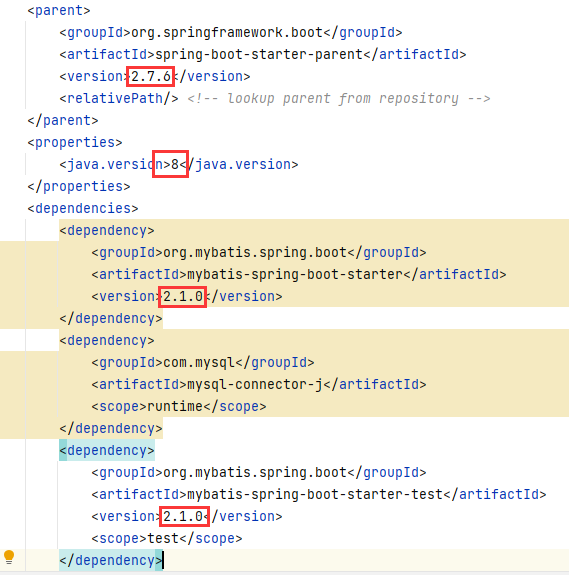 <parent>
<groupId>org.springframework.boot</groupId>
<artifactId>spring-boot-starter-parent</artifactId>
<version>2.7.6</version>
<relativePath/> <!-- lookup parent from repository -->
</parent>
<properties>
<java.version>8</java.version>
</properties>
<dependencies>
<dependency>
<groupId>org.mybatis.spring.boot</groupId>
<artifactId>mybatis-spring-boot-starter</artifactId>
<version>2.1.0</version>
</dependency>
<dependency>
<groupId>com.mysql</groupId>
<artifactId>mysql-connector-j</artifactId>
<scope>runtime</scope>
</dependency>
<dependency>
<groupId>org.mybatis.spring.boot</groupId>
<artifactId>mybatis-spring-boot-starter-test</artifactId>
<version>2.1.0</version>
<scope>test</scope>
</dependency>